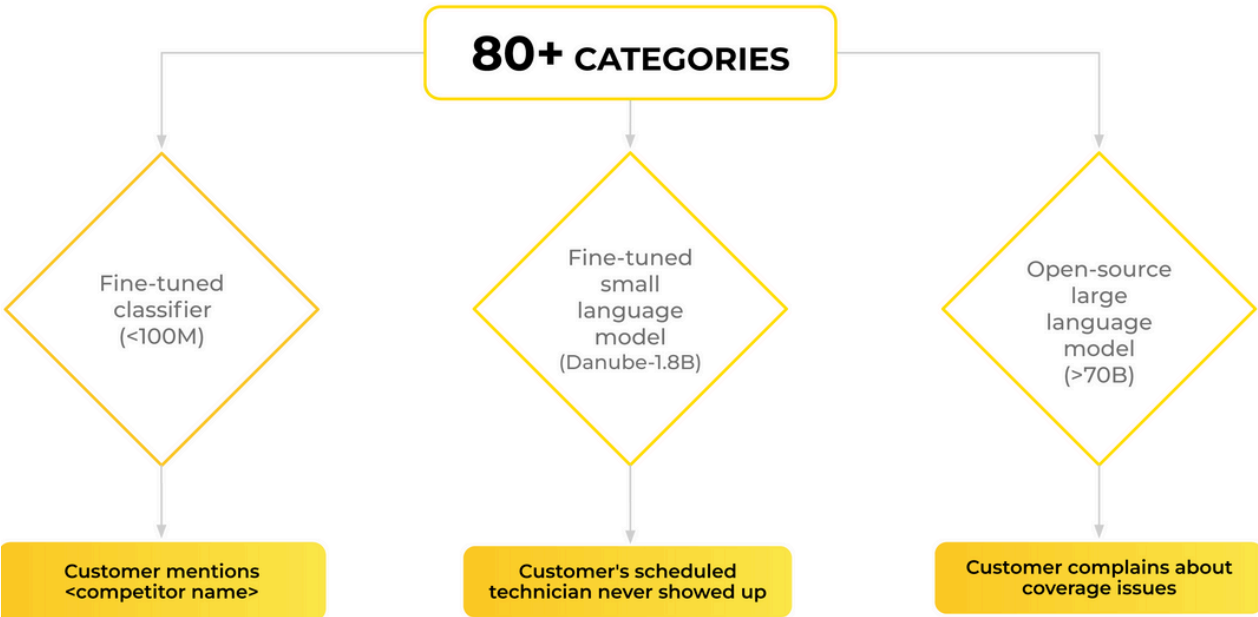 80+ CATEGORIES
Fine-tuned
classifier
(<100M)
Fine-tuned
small
language
model
(Danube-1.8B)
Open-source
large
language
model
(>70B)
Customer mentions
<competitor name>
Customer's scheduled
technician never showed up
Customer complains about
coverage issues